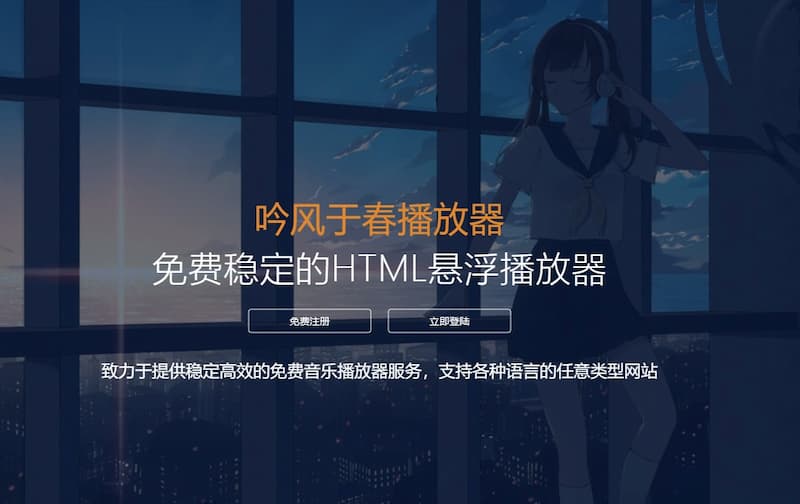 吟风于春播放器
免费稳定的HTML悬浮播放器
免费注册
立即登陆
致力于提供稳定高效的免费音乐播放器服务，支持各种语言的任意类型网站